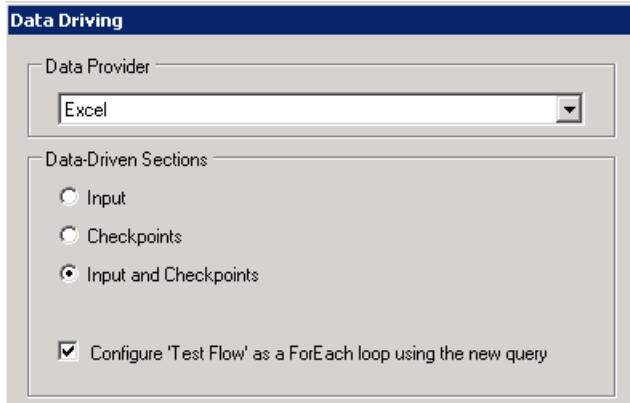 Data Driving
Data Provider
Excel
Data-Driven Sections
Input
Checkpoints
Input and Checkpoints
Configure 'Test Flow' as a ForEach loop using the new query